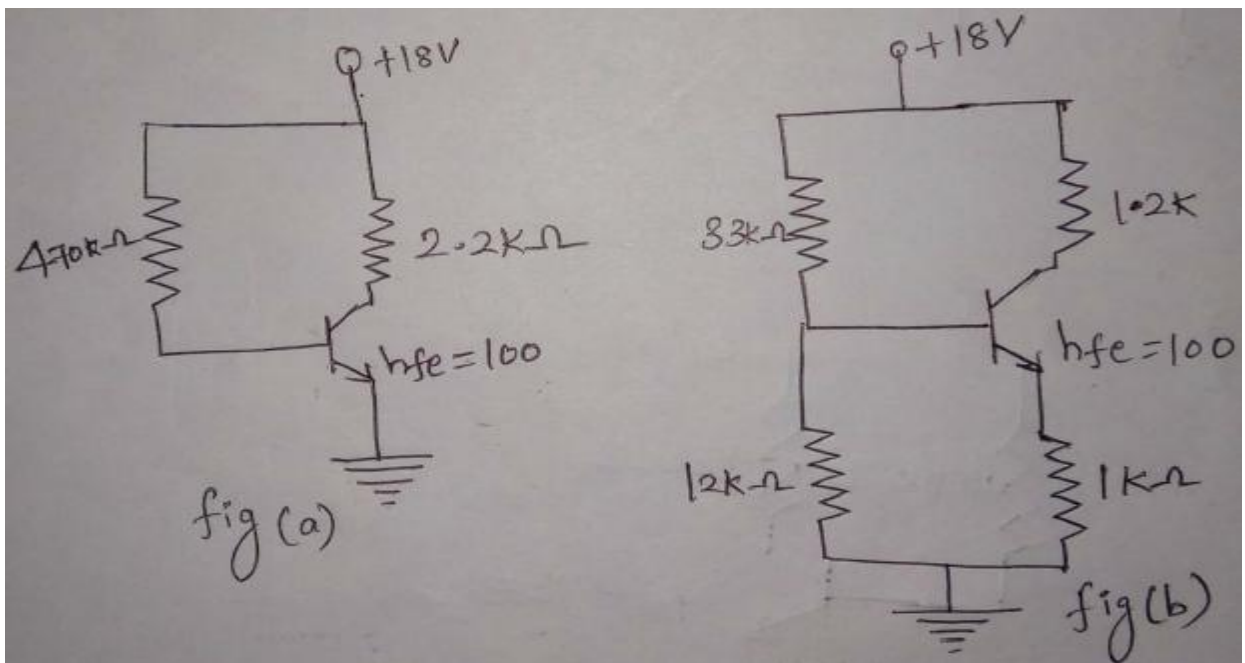 +18V
470kΩ
2.2KΩ
hfe=100
fig (a)
+18V
33kΩ
1.2K
hfe=100
12KΩ
1KΩ
fig (b)